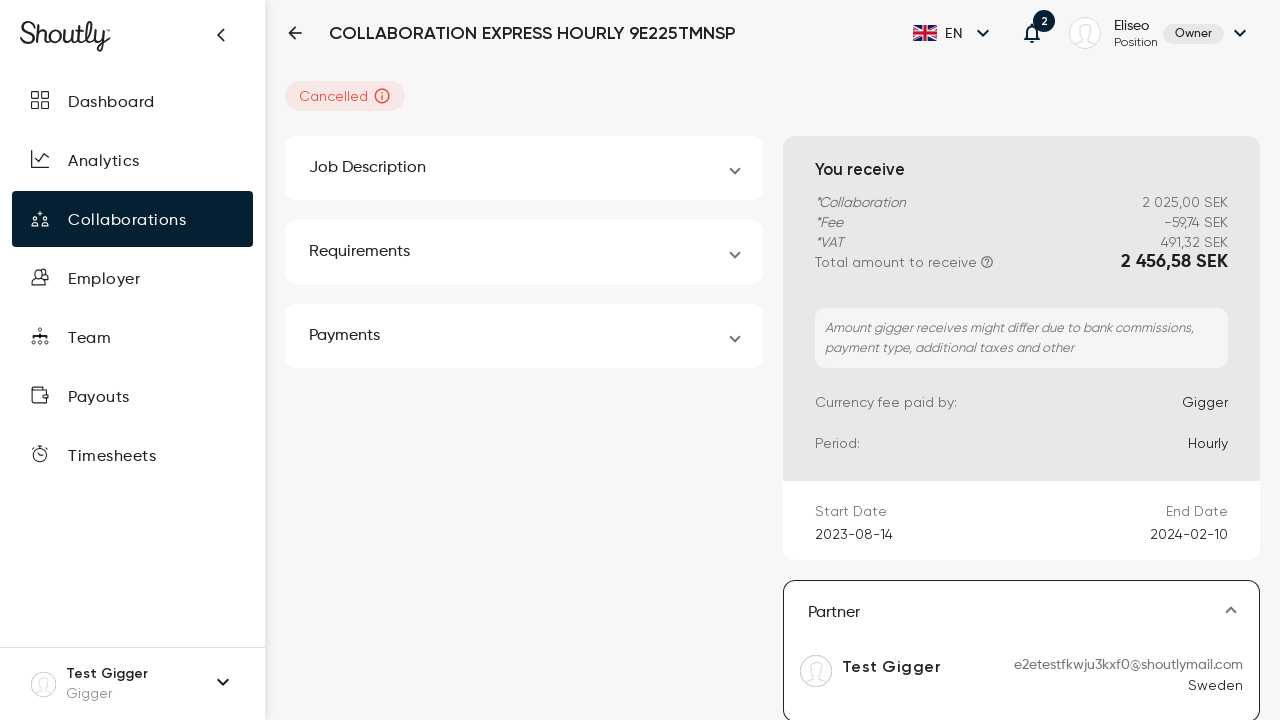 Shoutly
Dashboard
Analytics
Collaborations
Employer
Team
Payouts
Timesheets
Test Gigger
Gigger
COLLABORATION EXPRESS HOURLY 9E225TMNSP
EN
2
Eliseo
Position
Owner
Cancelled
Job Description
Requirements
Payments
You receive
*Collaboration 2 025,00 SEK
*Fee -59,74 SEK
*VAT 491,32 SEK
Total amount to receive 2 456,58 SEK
Amount gigger receives might differ due to bank commissions,
payment type, additional taxes and other
Currency fee paid by: Gigger
Period: Hourly
Start Date End Date
2023-08-14 2024-02-10
Partner
Test Gigger e2etestfkwju3kxf0@shoutlymail.com
Sweden